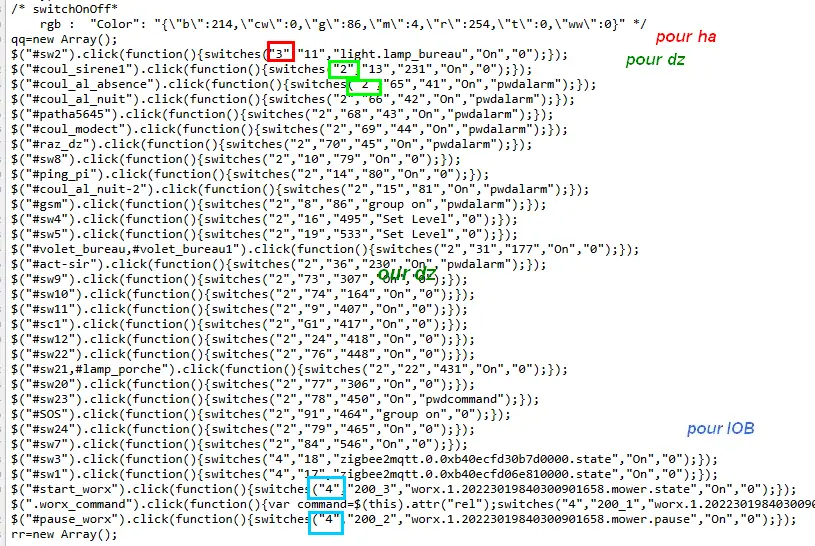 /* switchOnOff*
rgb : "Color": "{\"b\":214,\"cw\":0,\"g\":86,\"m\":4,\"r\":254,\"t\":0,\"ww\":0}" */
qq=new Array();
pour ha
$("#sw2").click(function(){switches("3","11","light.lamp_bureau","On","0");});
pour dz
$("#coul_sirene1").click(function(){switches("2","13","231","On","0");});
$("#coul_al_absence").click(function(){switches("2","65","41","On","pwdalarm");});
$("#coul_al_nuit").click(function(){switches("2","66","42","On","pwdalarm");});
$("#patha5645").click(function(){switches("2","68","43","On","pwdalarm");});
$("#coul_modect").click(function(){switches("2","69","44","On","pwdalarm");});
$("#raz_dz").click(function(){switches("2","70","45","On","pwdalarm");});
$("#sw8").click(function(){switches("2","10","79","On","0");});
$("#ping_pi").click(function(){switches("2","14","80","On","0");});
$("#coul_al_nuit-2").click(function(){switches("2","15","81","On","pwdalarm");});
$("#gsm").click(function(){switches("2","8","86","group on","pwdalarm");});
$("#sw4").click(function(){switches("2","16","495","Set Level","0");});
$("#sw5").click(function(){switches("2","19","533","Set Level","0");});
$("#volet_bureau,#volet_bureau1").click(function(){switches("2","31","177","On","0");});
$("#act-sir").click(function(){switches("2","36","230","On","pwdalarm");});
our dz
$("#sw9").click(function(){switches("2","73","307","On","0");});
$("#sw10").click(function(){switches("2","74","164","On","0");});
$("#sw11").click(function(){switches("2","9","407","On","0");});
$("#sc1").click(function(){switches("2","G1","417","On","0");});
$("#sw12").click(function(){switches("2","24","418","On","0");});
$("#sw22").click(function(){switches("2","76","448","On","0");});
$("#sw21,#lamp_porche").click(function(){switches("2","22","431","On","0");});
$("#sw20").click(function(){switches("2","77","306","On","0");});
$("#sw23").click(function(){switches("2","78","450","On","pwdcommand");});
$("#SOS").click(function(){switches("2","91","464","group on","0");});
$("#sw24").click(function(){switches("2","79","465","On","0");});
pour IOB
$("#sw7").click(function(){switches("2","84","546","On","0");});
$("#sw3").click(function(){switches("4","18","zigbee2mqtt.0.0xb40ecfd30b7d0000.state","On","0");});
$("#sw1").click(function(){switches("4","17","zigbee2mqtt.0.0xb40ecfd06e810000.state","On","0");});
$("#start_worx").click(function(){switches("4","200_3","worx.1.20223019840300901658.mower.state","On","0");});
$(".worx_command").click(function(){var command=$(this).attr("rel");switches("4","200_1","worx.1.202230198403009
$("#pause_worx").click(function(){switches("4","200_2","worx.1.20223019840300901658.mower.pause","On","0");});
rr=new Array();